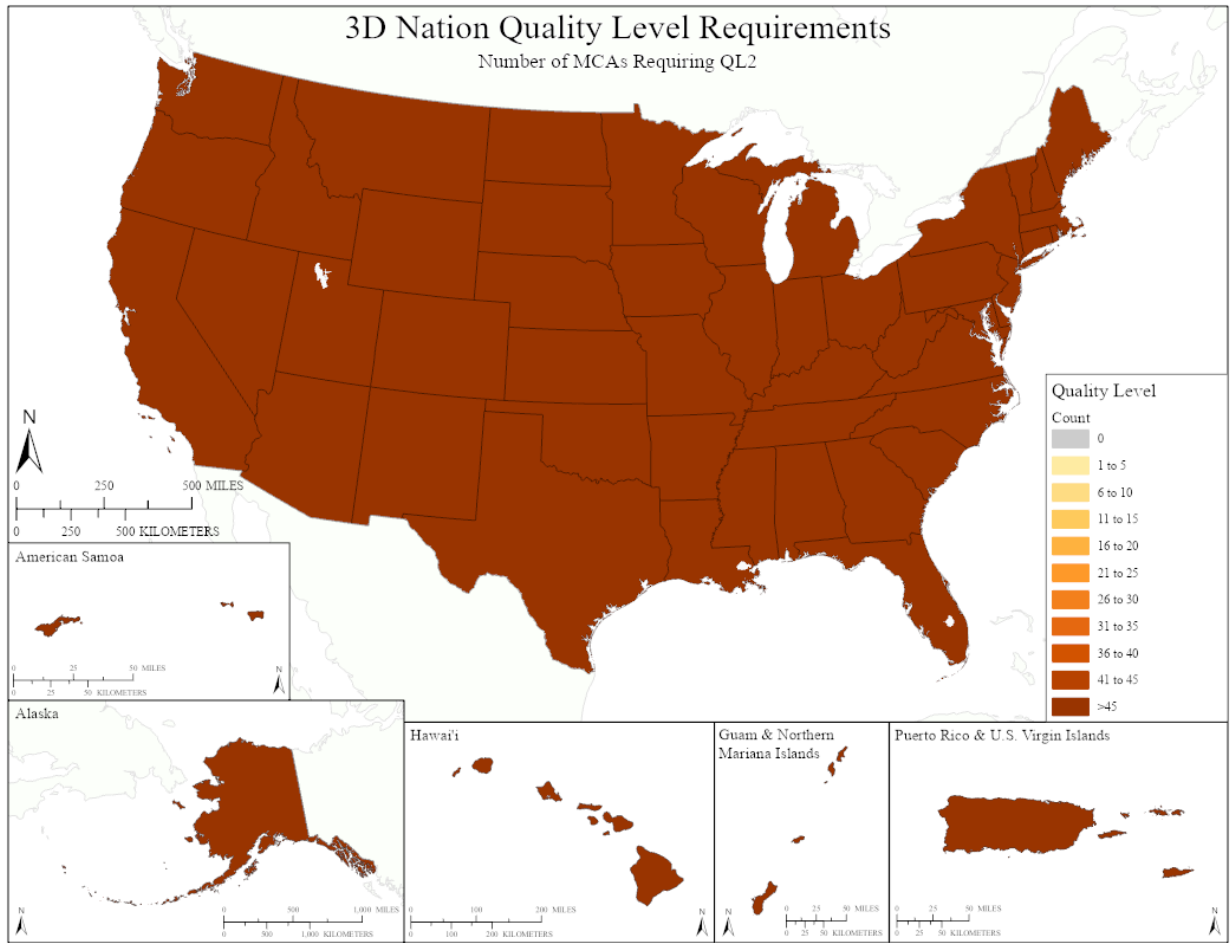 3D Nation Quality Level Requirements
Number of MCAs Requiring QL2
N
0 250 500 MILES
0 250 500 KILOMETERS
Quality Level
Count
0
1 to 5
6 to 10
11 to 15
16 to 20
21 to 25
26 to 30
31 to 35
36 to 40
41 to 45
>45
American Samoa
0 25 50 MILES
0 25 50 KILOMETERS
N
Alaska
N
0 500 1,000 MILES
0 500 1,000 KILOMETERS
Hawai'i
0 100 200 MILES
0 100 200 KILOMETERS
N
Guam & Northern
Mariana Islands
0 25 50 MILES
0 25 50 KILOMETERS
N
Puerto Rico & U.S. Virgin Islands
0 25 50 MILES
0 25 50 KILOMETERS
N